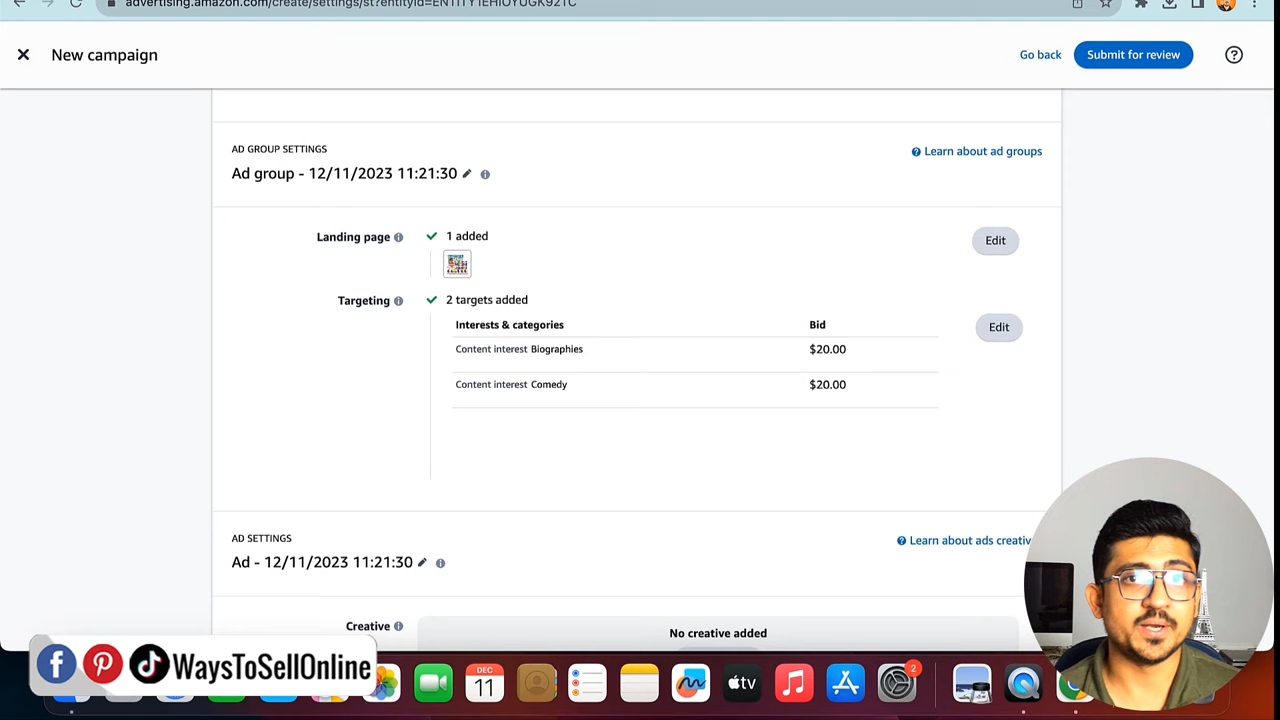 advertising.amazon.com/create/settings/st?entityId=ENTITY1EHIOYUGK921C
New campaign
Go back
Submit for review
AD GROUP SETTINGS
Learn about ad groups
Ad group - 12/11/2023 11:21:30
Landing page
1 added
Edit
Targeting
2 targets added
Interests & categories
Bid
Edit
Content interest Biographies
$20.00
Content interest Comedy
$20.00
AD SETTINGS
Learn about ads creativ
Ad - 12/11/2023 11:21:30
Creative
No creative added
WaysToSellOnline
DEC
11
tv
2